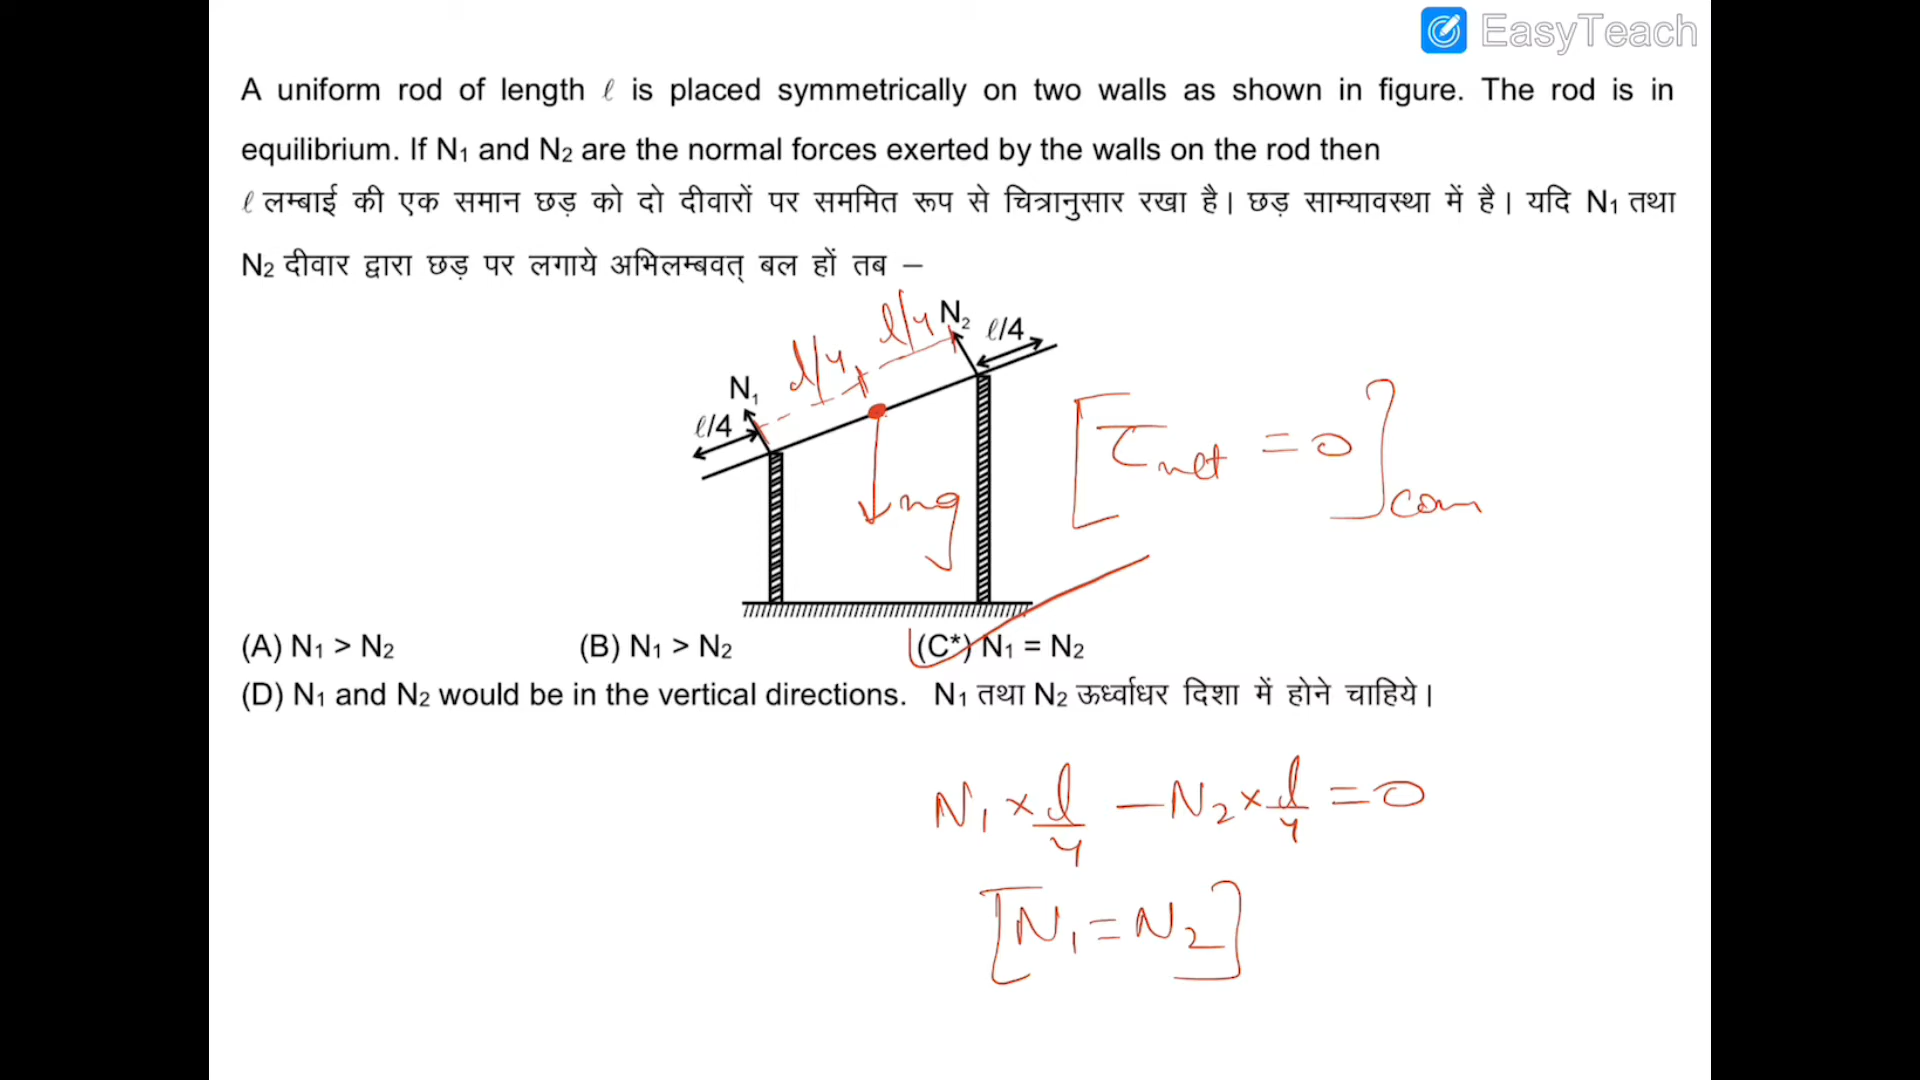 EasyTeach
A uniform rod of length ℓ is placed symmetrically on two walls as shown in figure. The rod is in
equilibrium. If N₁ and N₂ are the normal forces exerted by the walls on the rod then
ℓ लम्बाई की एक समान छड़ को दो दीवारों पर सममित रूप से चित्रानुसार रखा है। छड़ साम्यावस्था में है। यदि N₁ तथा
N₂ दीवार द्वारा छड़ पर लगाये अभिलम्बवत् बल हों तब –
l/4 N₂ ℓ/4
N₁ l/4
ℓ/4
mg
[τnet = 0]com
(A) N₁ > N₂ (B) N₁ > N₂ (C*) N₁ = N₂
(D) N₁ and N₂ would be in the vertical directions. N₁ तथा N₂ ऊर्ध्वाधर दिशा में होने चाहिये।
N₁ × l/4 – N₂ × l/4 = 0
[N₁ = N₂]